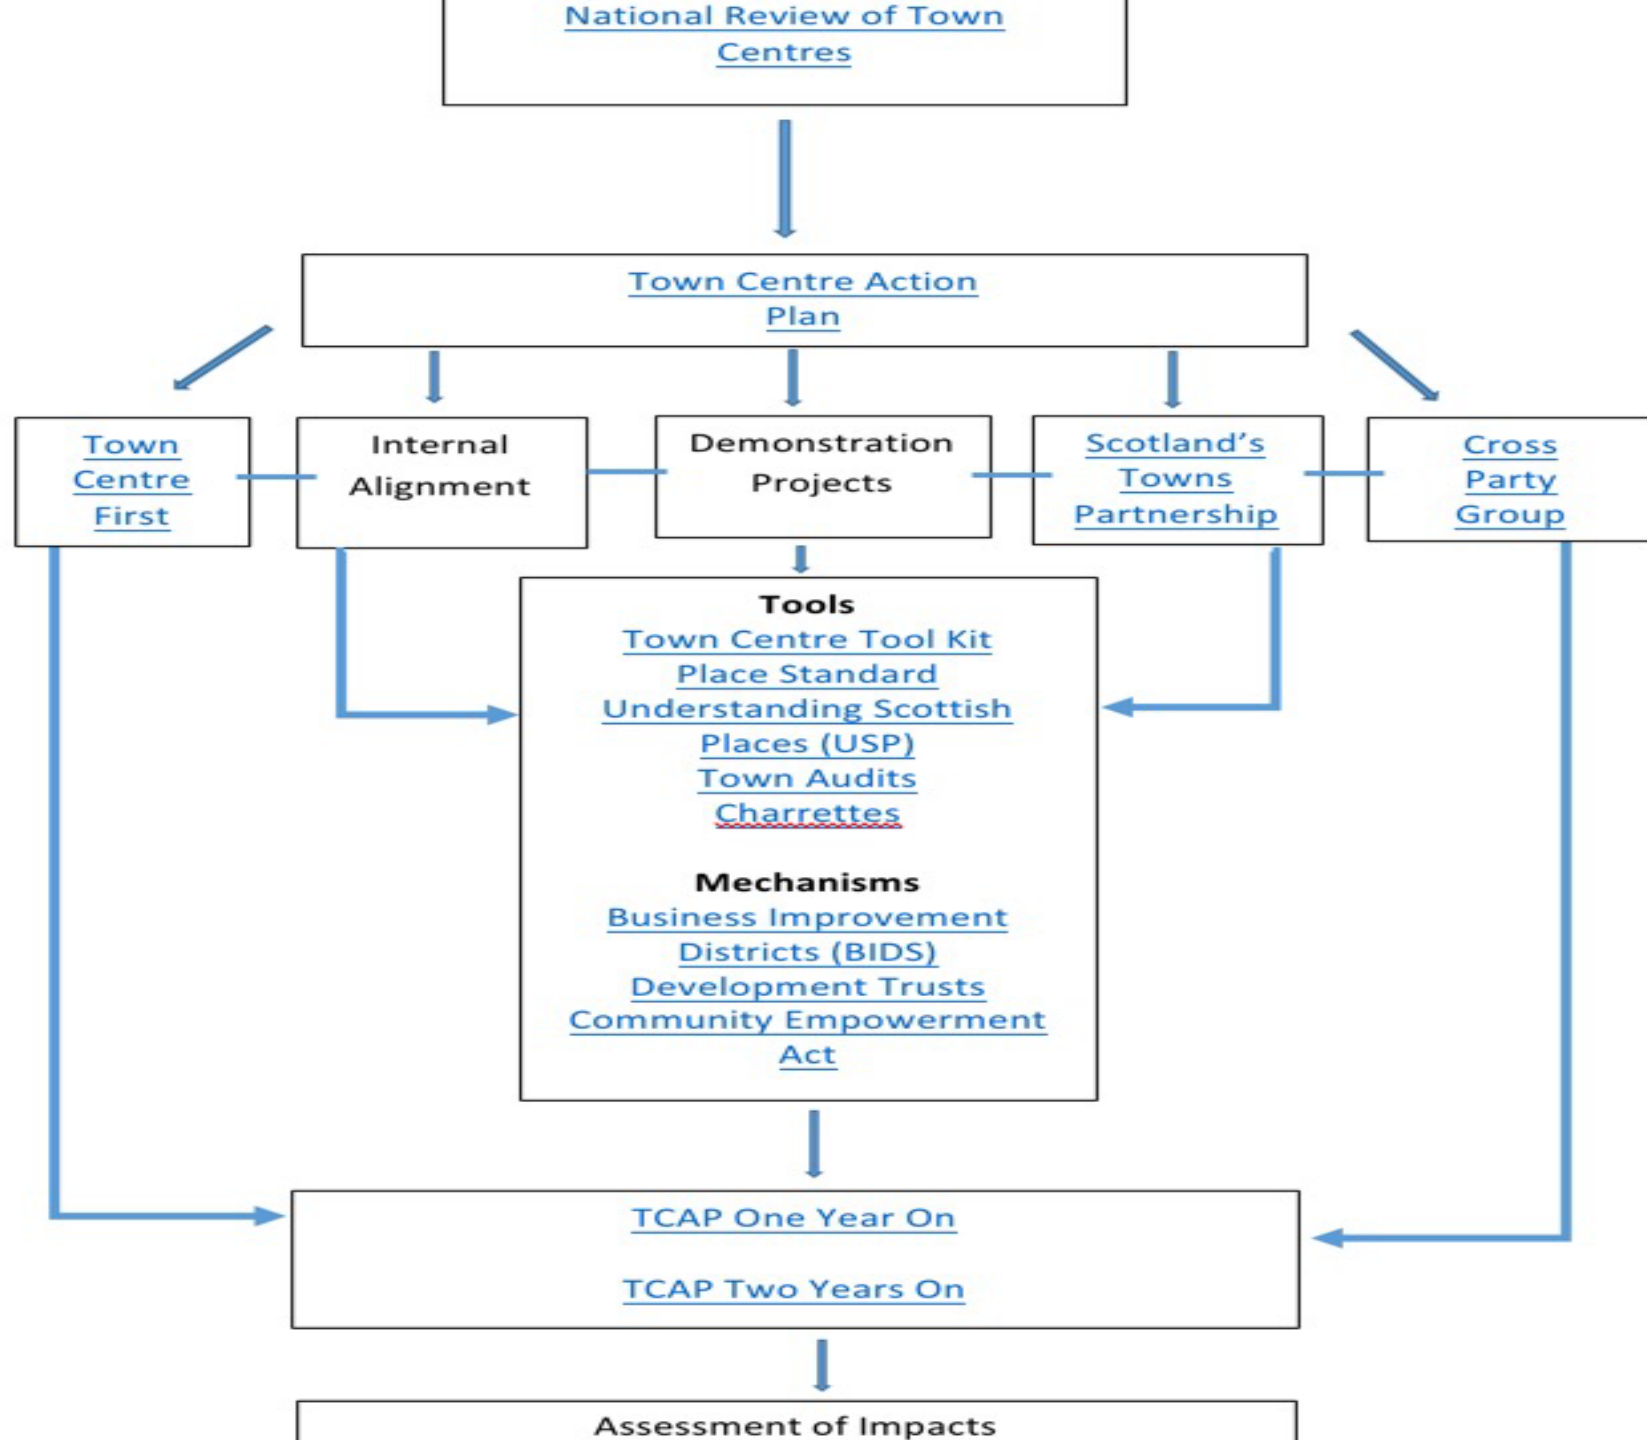 National Review of Town
Centres
Town Centre Action
Plan
Town
Centre
First
Internal
Alignment
Demonstration
Projects
Scotland’s
Towns
Partnership
Cross
Party
Group
Tools
Town Centre Tool Kit
Place Standard
Understanding Scottish
Places (USP)
Town Audits
Charrettes
Mechanisms
Business Improvement
Districts (BIDS)
Development Trusts
Community Empowerment
Act
TCAP One Year On
TCAP Two Years On
Assessment of Impacts